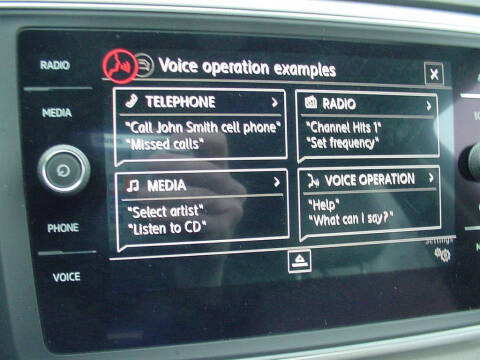 RADIO
MEDIA
PHONE
VOICE
Voice operation examples
X
TELEPHONE >
"Call John Smith cell phone"
"Missed calls"
RADIO >
"Channel Hits 1"
"Set frequency"
MEDIA >
"Select artist"
"Listen to CD"
VOICE OPERATION >
"Help"
"What can I say?"
Settings